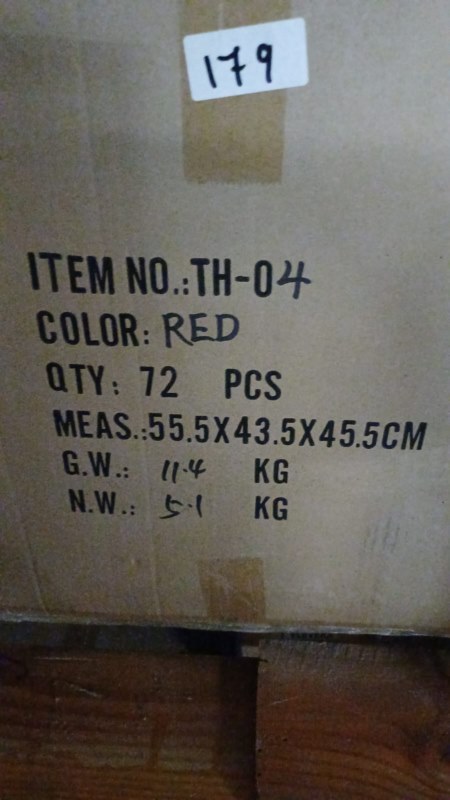 179
ITEM NO.:TH-04
COLOR: RED
QTY: 72 PCS
MEAS.:55.5X43.5X45.5CM
G.W.: 11.4 KG
N.W.: 5.1 KG